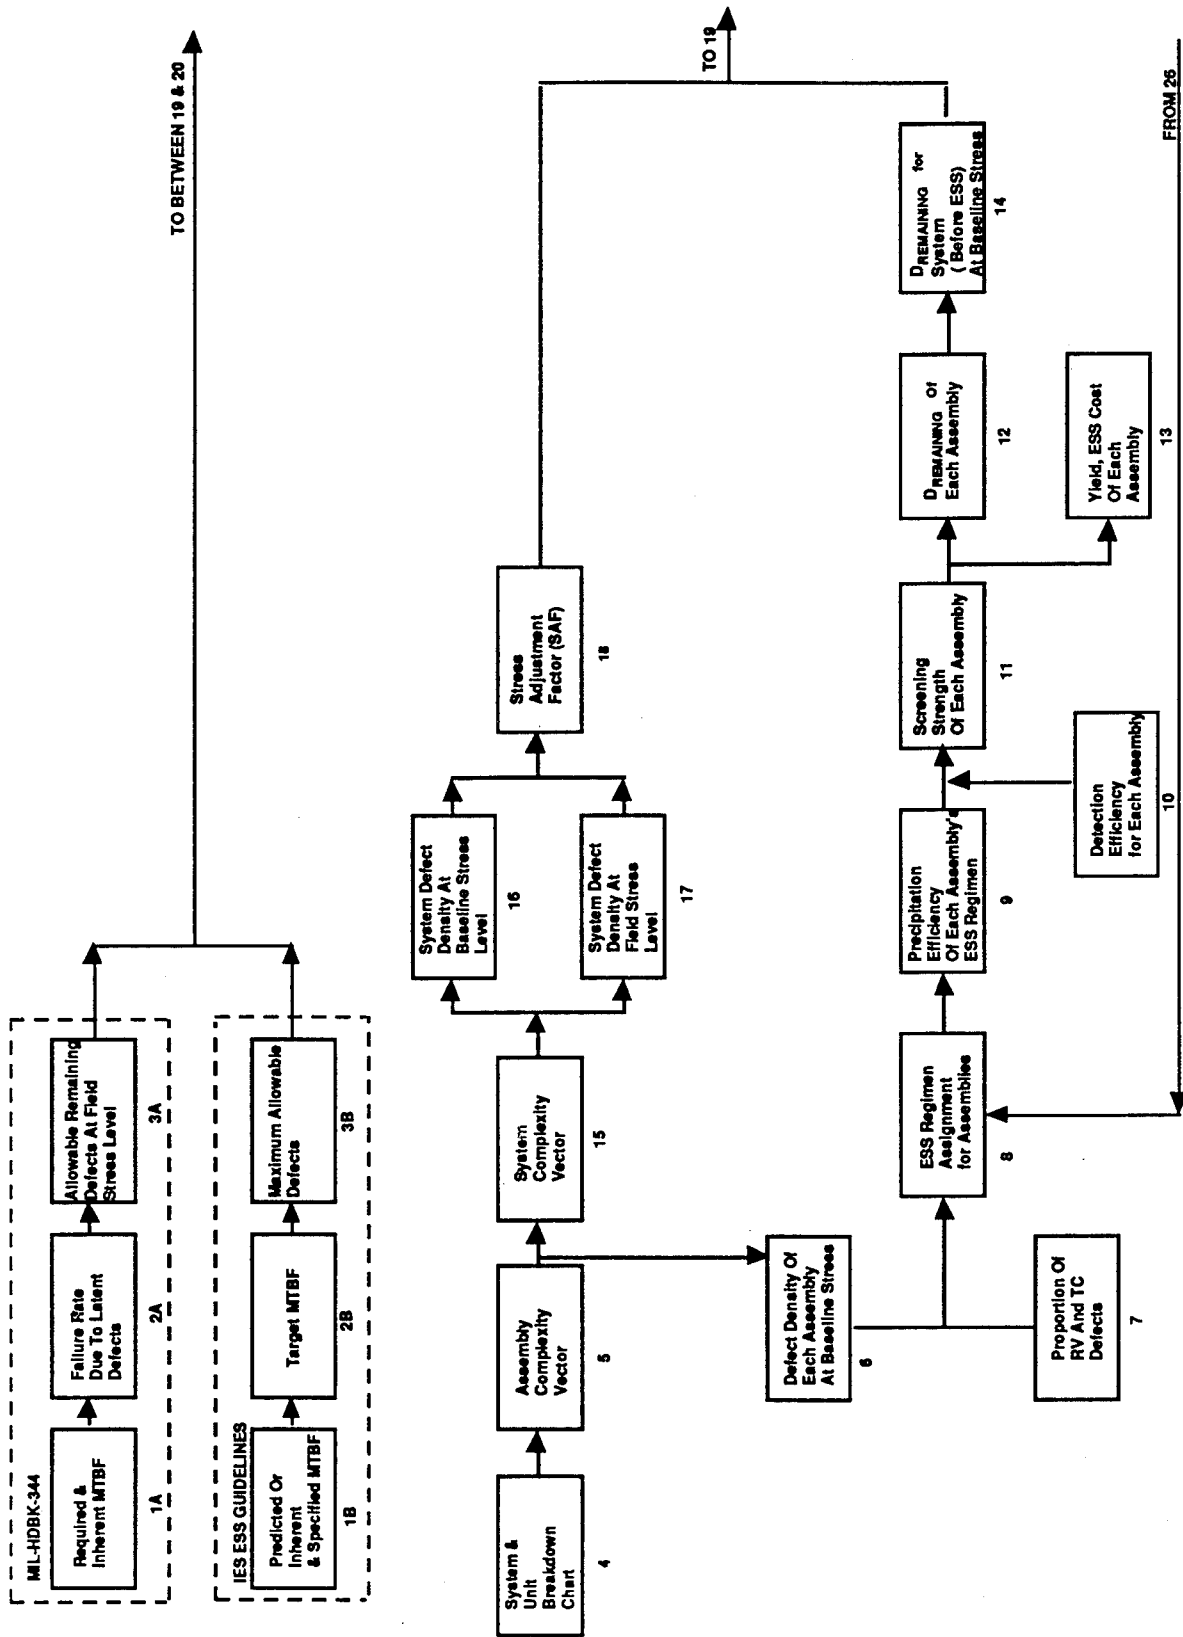 MIL-HDBK-344
Required &
Inherent MTBF
1A
Failure Rate
Due To Latent
Defects
2A
Allowable Remaining
Defects At Field
Stress Level
3A
TO BETWEEN 19 & 20
IES ESS GUIDELINES
Predicted Or
Inherent
& Specified MTBF
1B
Target MTBF
2B
Maximum Allowable
Defects
3B
System &
Unit
Breakdown
Chart
4
Assembly
Complexity
Vector
5
System
Complexity
Vector
15
System Defect
Density At
Baseline Stress
Level
16
System Defect
Density At
Field Stress
Level
17
Stress
Adjustment
Factor (SAF)
18
TO 19
Defect Density Of
Each Assembly
At Baseline Stress
6
Proportion Of
RV And TC
Defects
7
ESS Regimen
Assignment
for Assemblies
8
Precipitation
Efficiency
Of Each Assembly's
ESS Regimen
9
Detection
Efficiency
for Each Assembly
10
Screening
Strength
Of Each Assembly
11
DREMAINING Of
Each Assembly
12
Yield, ESS Cost
Of Each
Assembly
13
DREMAINING for
System
( Before ESS)
At Baseline Stress
14
FROM 26